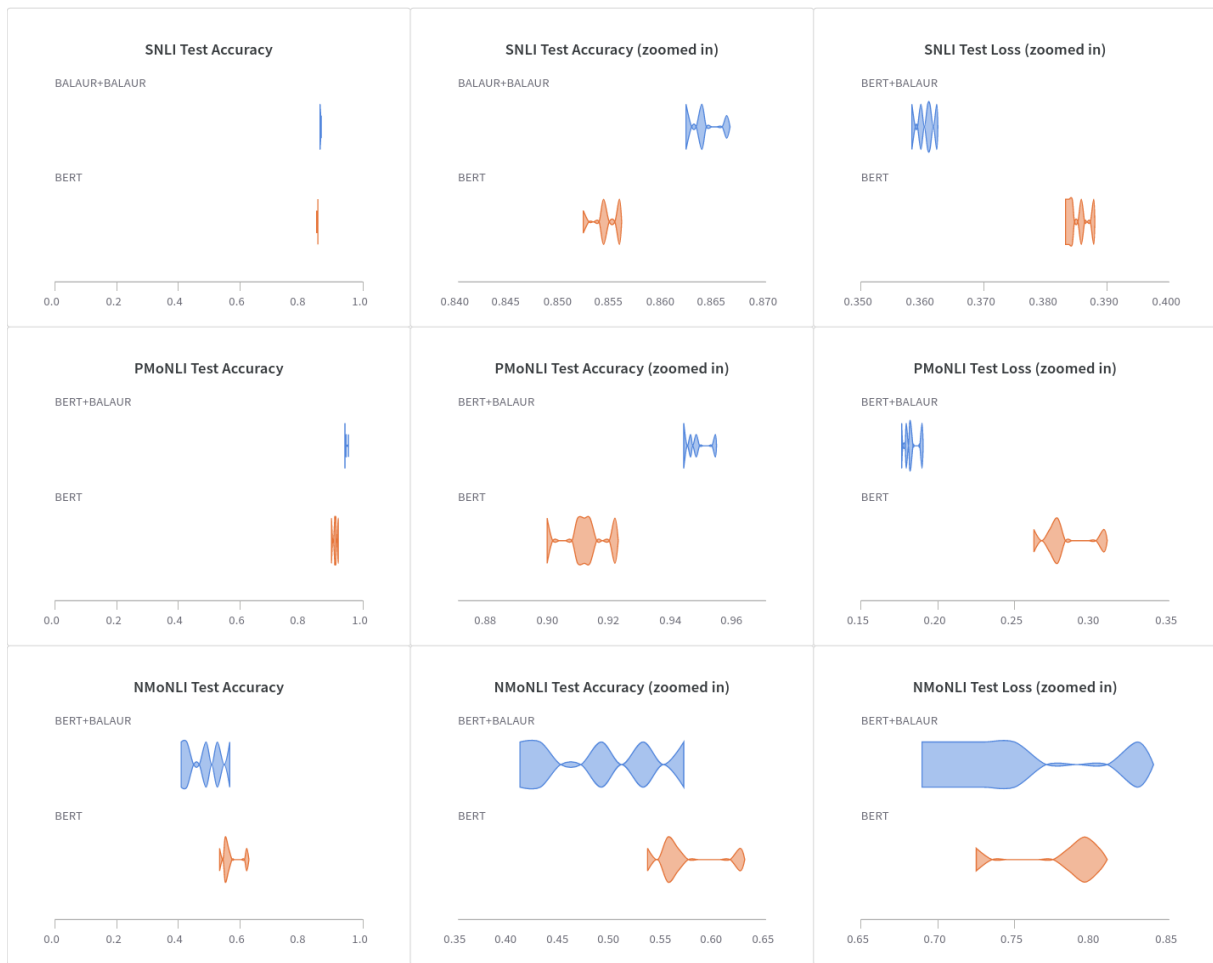 SNLI Test Accuracy
BALAUR+BALAUR
BERT
0.0 0.2 0.4 0.6 0.8 1.0
SNLI Test Accuracy (zoomed in)
BALAUR+BALAUR
BERT
0.840 0.845 0.850 0.855 0.860 0.865 0.870
SNLI Test Loss (zoomed in)
BERT+BALAUR
BERT
0.350 0.360 0.370 0.380 0.390 0.400
PMoNLI Test Accuracy
BERT+BALAUR
BERT
0.0 0.2 0.4 0.6 0.8 1.0
PMoNLI Test Accuracy (zoomed in)
BERT+BALAUR
BERT
0.88 0.90 0.92 0.94 0.96
PMoNLI Test Loss (zoomed in)
BERT+BALAUR
BERT
0.15 0.20 0.25 0.30 0.35
NMoNLI Test Accuracy
BERT+BALAUR
BERT
0.0 0.2 0.4 0.6 0.8 1.0
NMoNLI Test Accuracy (zoomed in)
BERT+BALAUR
BERT
0.35 0.40 0.45 0.50 0.55 0.60 0.65
NMoNLI Test Loss (zoomed in)
BERT+BALAUR
BERT
0.65 0.70 0.75 0.80 0.85